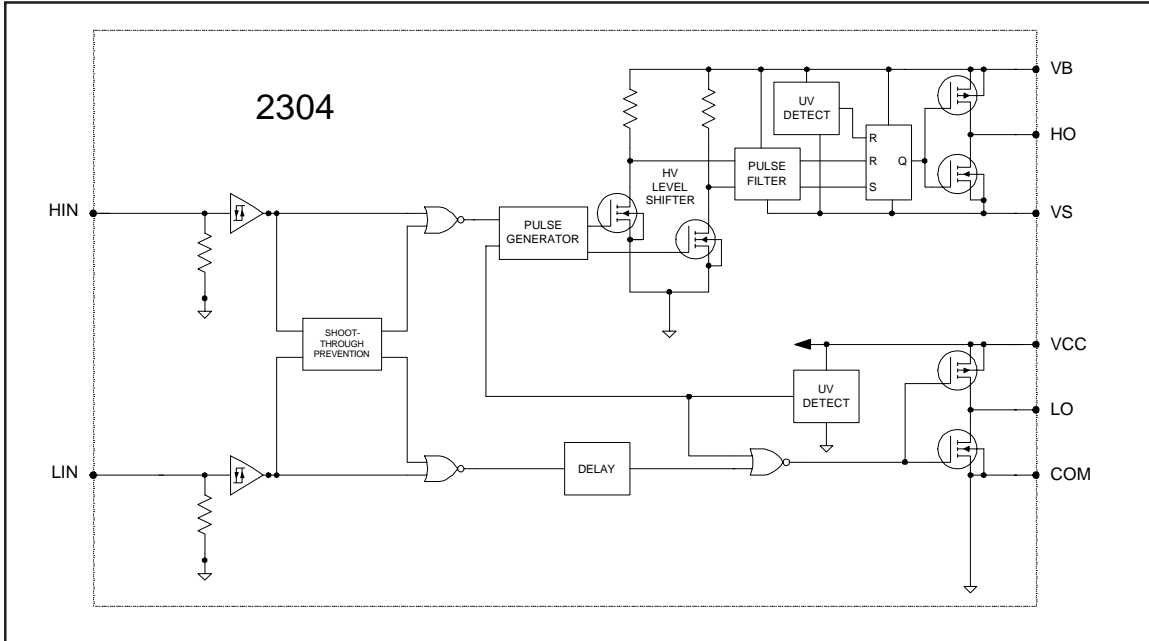 2304
VB
UV
DETECT
R
HO
R
Q
PULSE
FILTER
HV
LEVEL
SHIFTER
S
HIN
VS
PULSE
GENERATOR
SHOOT-
THROUGH
PREVENTION
VCC
UV
DETECT
LO
LIN
DELAY
COM